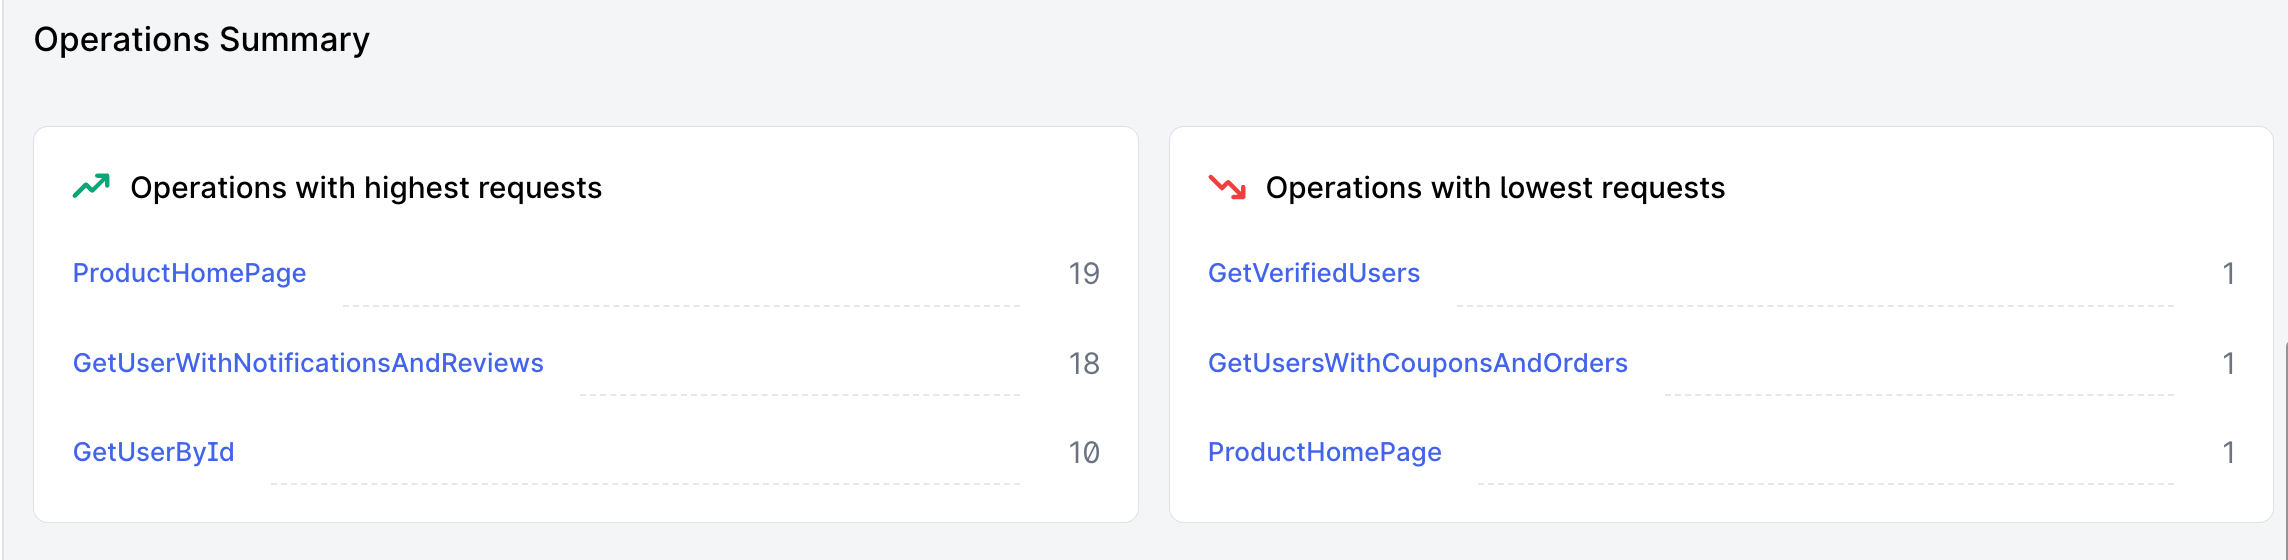 Operations Summary
Operations with highest requests
ProductHomePage 19
GetUserWithNotificationsAndReviews 18
GetUserById 10
Operations with lowest requests
GetVerifiedUsers 1
GetUsersWithCouponsAndOrders 1
ProductHomePage 1